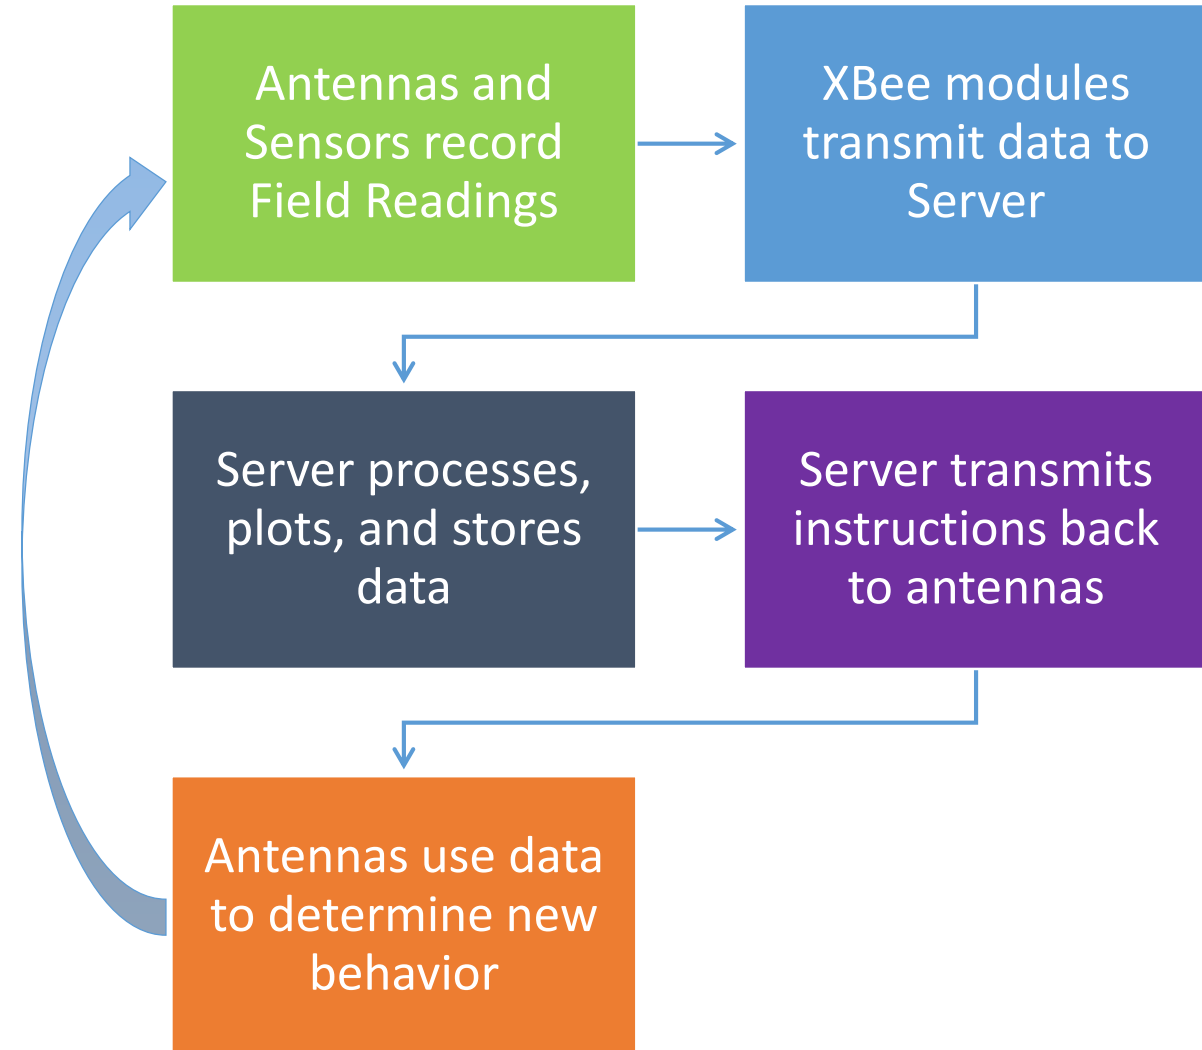 Antennas and
Sensors record
Field Readings
XBee modules
transmit data to
Server
Server processes,
plots, and stores
data
Server transmits
instructions back
to antennas
Antennas use data
to determine new
behavior